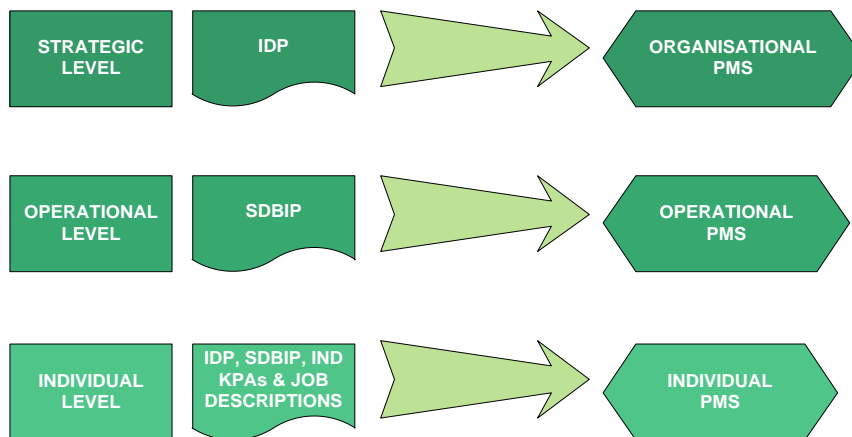 STRATEGIC
LEVEL
IDP
ORGANISATIONAL
PMS
OPERATIONAL
LEVEL
SDBIP
OPERATIONAL
PMS
INDIVIDUAL
LEVEL
IDP, SDBIP, IND
KPAs & JOB
DESCRIPTIONS
INDIVIDUAL
PMS